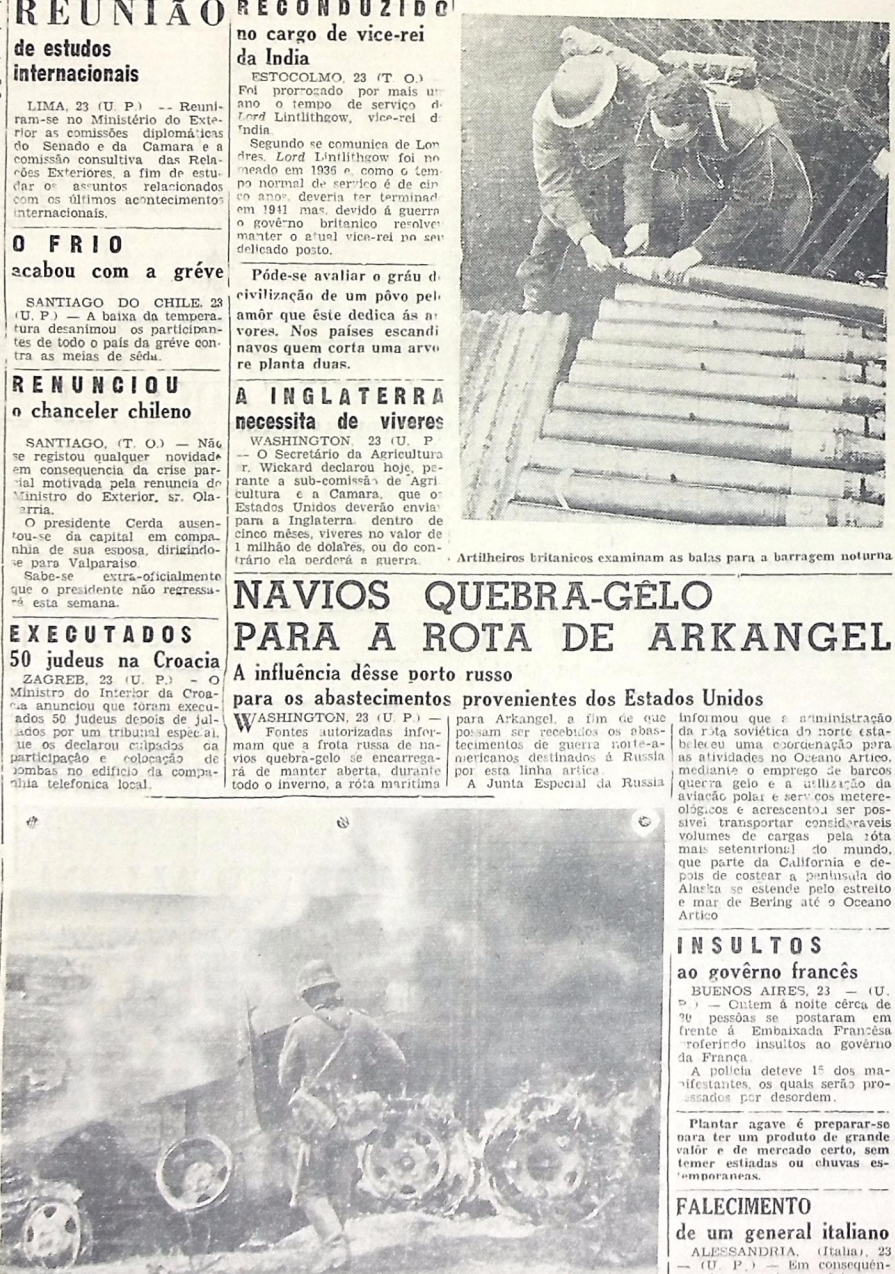 REUNIÃO
de estudos
internacionais
LIMA, 23 (U. P.) -- Reuni-
ram-se no Ministério do Exte-
rior as comissões diplomáticas
do Senado e da Camara e a
comissão consultiva das Rela-
ções Exteriores, a fim de estu-
dar os assuntos relacionados
com os últimos acontecimentos
internacionais.
O FRIO
acabou com a gréve
SANTIAGO DO CHILE, 23
(U. P.) — A baixa da tempera-
tura desanimou os participan-
tes de todo o país da gréve con-
tra as meias de sêda.
RENUNCIOU
o chanceler chileno
SANTIAGO, (T. O.) — Não
se registou qualquer novidade
em consequencia da crise par-
cial motivada pela renuncia do
Ministro do Exterior, sr. Ola-
arria.
O presidente Cerda ausen-
tou-se da capital em compa-
nhia de sua esposa, dirigindo-
se para Valparaiso.
Sabe-se extra-oficialmente
que o presidente não regressa-
rá esta semana.
EXECUTADOS
50 judeus na Croacia
ZAGREB, 23 (U. P.) - O
Ministro do Interior da Croa-
cia anunciou que foram execu-
ados 50 judeus depois de jul-
ados por um tribunal especial,
ue os declarou culpados da
participação e colocação de
bombas no edificio da compa-
nhia telefonica local.
RECONDUZIDO
no cargo de vice-rei
da India
ESTOCOLMO, 23 (T. O.)
Foi prorrogado por mais u
ano o tempo de serviço d
Lord Lintlithgow, vice-rei d
India.
Segundo se comunica de Lon
dres, Lord Lintlithgow foi no
meado em 1936 e, como o tem
po normal de serviço é de cin
co anos, deveria ter terminad
em 1941 mas, devido á guerra
o govêrno britanico resolve
manter o atual vice-rei no seu
delicado posto.
Póde-se avaliar o gráu d
civilização de um pôvo pel
amôr que êste dedica ás a
vores. Nos países escandi
navos quem corta uma arvo
re planta duas.
A INGLATERRA
necessita de viveres
WASHINGTON, 23 (U. P
— O Secretário da Agricultura
r. Wickard declarou hoje, pe-
rante a sub-comissão de Agri
cultura e a Camara, que os
Estados Unidos deverão enviar
para a Inglaterra dentro de
cinco mêses, viveres no valor de
1 milhão de dolares, ou do con-
trário ela perderá a guerra.
Artilheiros britanicos examinam as balas para a barragem noturna
NAVIOS QUEBRA-GÊLO
PARA A ROTA DE ARKANGEL
A influência dêsse porto russo
para os abastecimentos provenientes dos Estados Unidos
WASHINGTON, 23 (U. P.) —
Fontes autorizadas infor-
mam que a frota russa de na-
vios quebra-gelo se encarrega-
rá de manter aberta, durante
todo o inverno, a róta maritima
para Arkangel, a fim de que
possam ser recebidos os abas-
tecimentos de guerra norte-a-
mericanos destinados á Russia
por esta linha artica.
A Junta Especial da Russia
informou que a administração
da róta soviética do norte esta-
beleceu uma coordenação para
as atividades no Oceano Artico,
mediante o emprego de barcos
querra gelo e a utilização da
aviação polar e serviços metere-
ológicos e acrescentou ser pos-
sivel transportar consideraveis
volumes de cargas pela róta
mais setentrional do mundo,
que parte da California e de-
pois de costear a peninsula do
Alaska se estende pelo estreito
e mar de Bering até o Oceano
Artico
INSULTOS
ao govêrno francês
BUENOS AIRES, 23 — (U.
P.) — Ontem á noite cêrca de
pessôas se postaram em
frente á Embaixada Francêsa
proferindo insultos ao govêrno
da França.
A policia deteve 15 dos ma-
nifestantes, os quais serão pro-
essados por desordem.
Plantar agave é preparar-se
para ter um produto de grande
valôr e de mercado certo, sem
temer estiadas ou chuvas es-
temporaneas.
FALECIMENTO
de um general italiano
ALESSANDRIA, (Italia), 23
— (U. P.) — Em consequên-